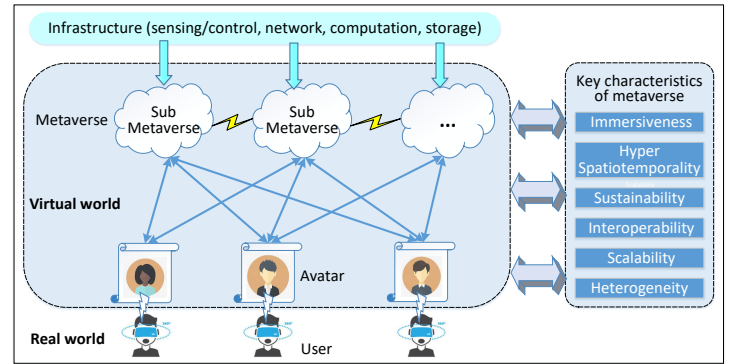 Infrastructure (sensing/control, network, computation, storage)
Metaverse
Sub
Metaverse
Sub
Metaverse
...
Virtual world
Avatar
Real world
User
Key characteristics
of metaverse
Immersiveness
Hyper
Spatiotemporality
Sustainability
Interoperability
Scalability
Heterogeneity